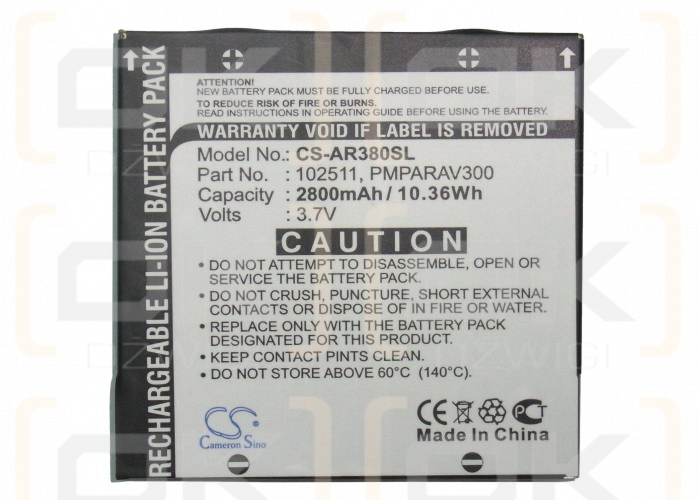 RECHARGEABLE LI-ION BATTERY PACK
ATTENTION!
NEW BATTERY PACK MUST BE FULLY CHARGED BEFORE USE.
TO REDUCE RISK OF FIRE OR BURNS.
READ INSTRUCTIONS IN OPERATING GUIDE BEFORE BATTERY USE.
WARRANTY VOID IF LABEL IS REMOVED
Model No.: CS-AR380SL
Part No. : 102511, PMPARAV300
Capacity : 2800mAh / 10.36Wh
Volts : 3.7V
CAUTION
• DO NOT ATTEMPT TO DISASSEMBLE, OPEN OR
SERVICE THE BATTERY PACK.
• DO NOT CRUSH, PUNCTURE, SHORT EXTERNAL
CONTACTS OR DISPOSE OF IN FIRE OR WATER.
• REPLACE ONLY WITH THE BATTERY PACK
DESIGNATED FOR THIS PRODUCT.
• KEEP CONTACT PINTS CLEAN.
• DO NOT STORE ABOVE 60°C (140°C).
CS
Cameron Sino
Made In China
DŹWIGI
DŹWIGI